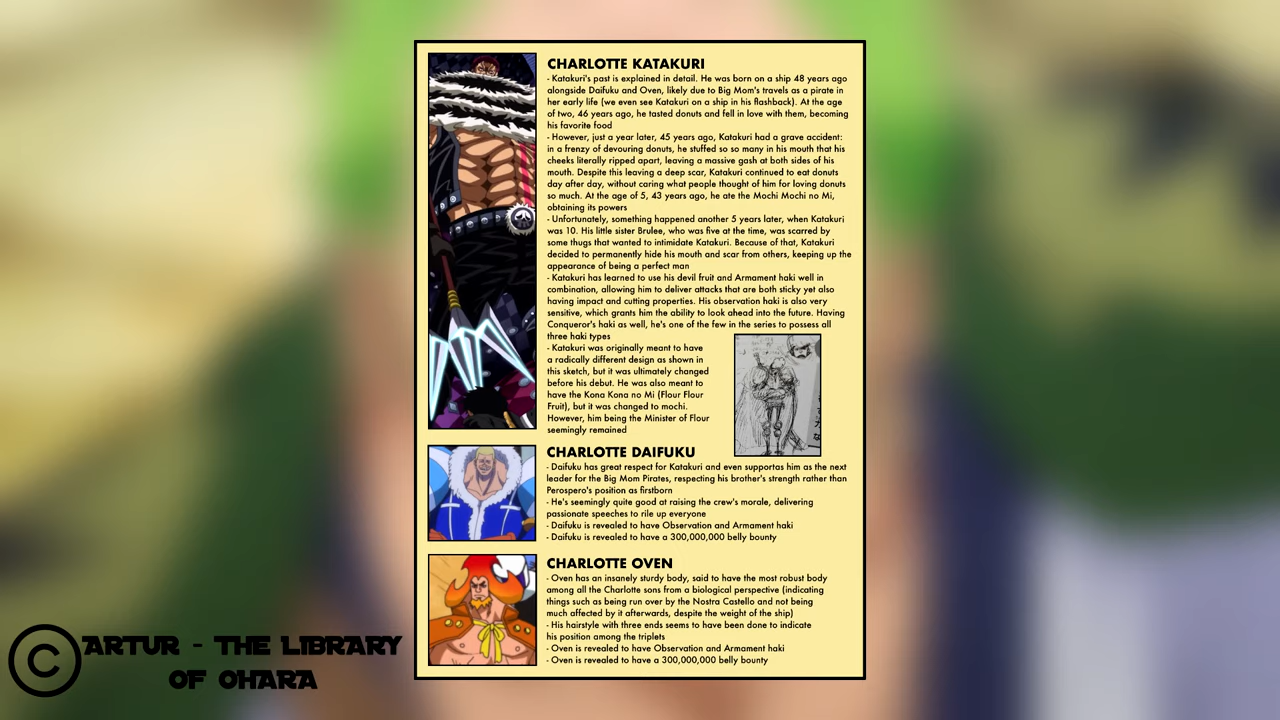 CHARLOTTE KATAKURI
- Katakuri's past is explained in detail. He was born on a ship 48 years ago
alongside Daifuku and Oven, likely due to Big Mom's travels as a pirate in
her early life (we even see Katakuri on a ship in his flashback). At the age
of two, 46 years ago, he tasted donuts and fell in love with them, becoming
his favorite food
- However, just a year later, 45 years ago, Katakuri had a grave accident:
in a frenzy of devouring donuts, he stuffed so so many in his mouth that his
cheeks literally ripped apart, leaving a massive gash at both sides of his
mouth. Despite this leaving a deep scar, Katakuri continued to eat donuts
day after day, without caring what people thought of him for loving donuts
so much. At the age of 5, 43 years ago, he ate the Mochi Mochi no Mi,
obtaining its powers
- Unfortunately, something happened another 5 years later, when Katakuri
was 10. His little sister Brulee, who was five at the time, was scarred by
some thugs that wanted to intimidate Katakuri. Because of that, Katakuri
decided to permanently hide his mouth and scar from others, keeping up the
appearance of being a perfect man
- Katakuri has learned to use his devil fruit and Armament haki well in
combination, allowing him to deliver attacks that are both sticky yet also
having impact and cutting properties. His observation haki is also very
sensitive, which grants him the ability to look ahead into the future. Having
Conqueror's haki as well, he's one of the few in the series to possess all
three haki types
- Katakuri was originally meant to have
a radically different design as shown in
this sketch, but it was ultimately changed
before his debut. He was also meant to
have the Kona Kona no Mi (Flour Flour
Fruit), but it was changed to mochi.
However, him being the Minister of Flour
seemingly remained
CHARLOTTE DAIFUKU
- Daifuku has great respect for Katakuri and even supportas him as the next
leader for the Big Mom Pirates, respecting his brother's strength rather than
Perospero's position as firstborn
- He's seemingly quite good at raising the crew's morale, delivering
passionate speeches to rile up everyone
- Daifuku is revealed to have Observation and Armament haki
- Daifuku is revealed to have a 300,000,000 belly bounty
CHARLOTTE OVEN
- Oven has an insanely sturdy body, said to have the most robust body
among all the Charlotte sons from a biological perspective (indicating
things such as being run over by the Nostra Castello and not being
much affected by it afterwards, despite the weight of the ship)
- His hairstyle with three ends seems to have been done to indicate
his position among the triplets
- Oven is revealed to have Observation and Armament haki
- Oven is revealed to have a 300,000,000 belly bounty
© ARTUR - THE LIBRARY
OF OHARA